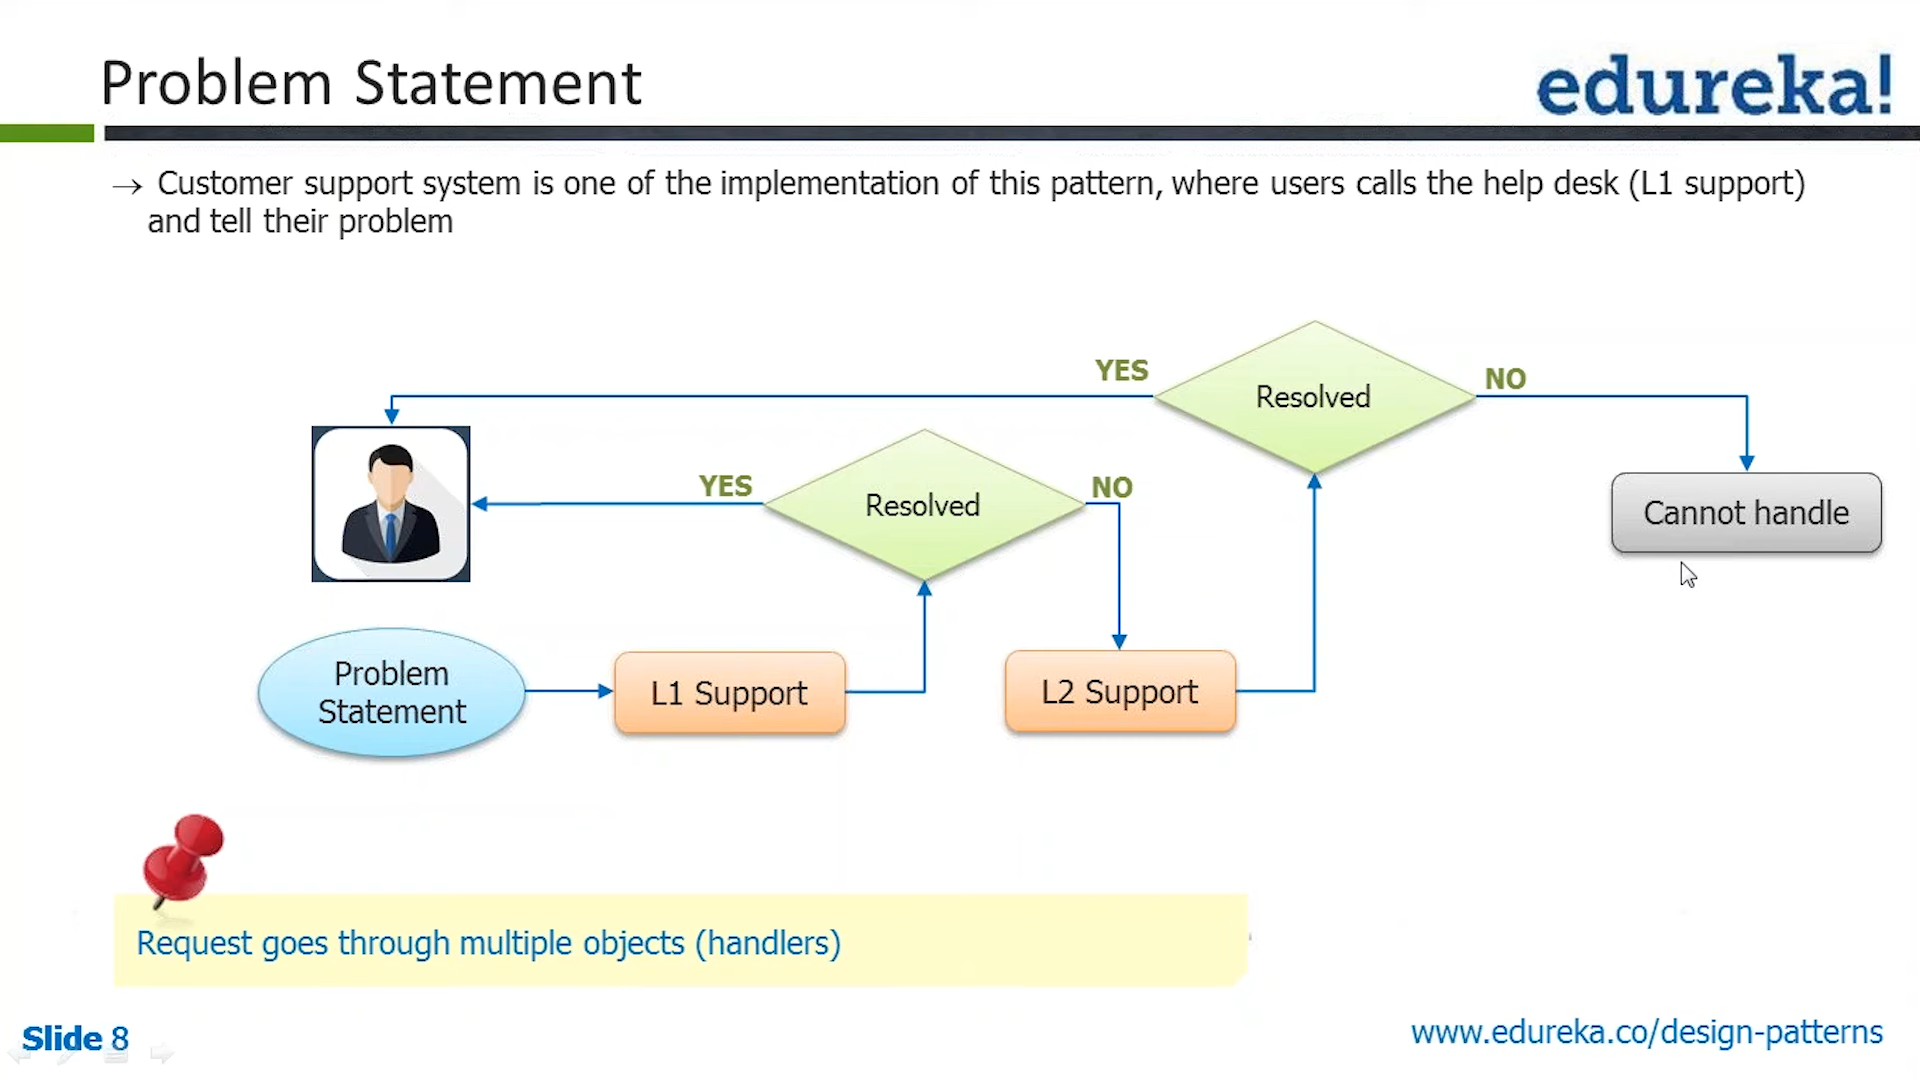 Problem Statement
edureka!
→ Customer support system is one of the implementation of this pattern, where users calls the help desk (L1 support)
and tell their problem
YES
Resolved
NO
YES
Resolved
NO
Cannot handle
Problem
Statement
L1 Support
L2 Support
Request goes through multiple objects (handlers)
Slide 8
www.edureka.co/design-patterns